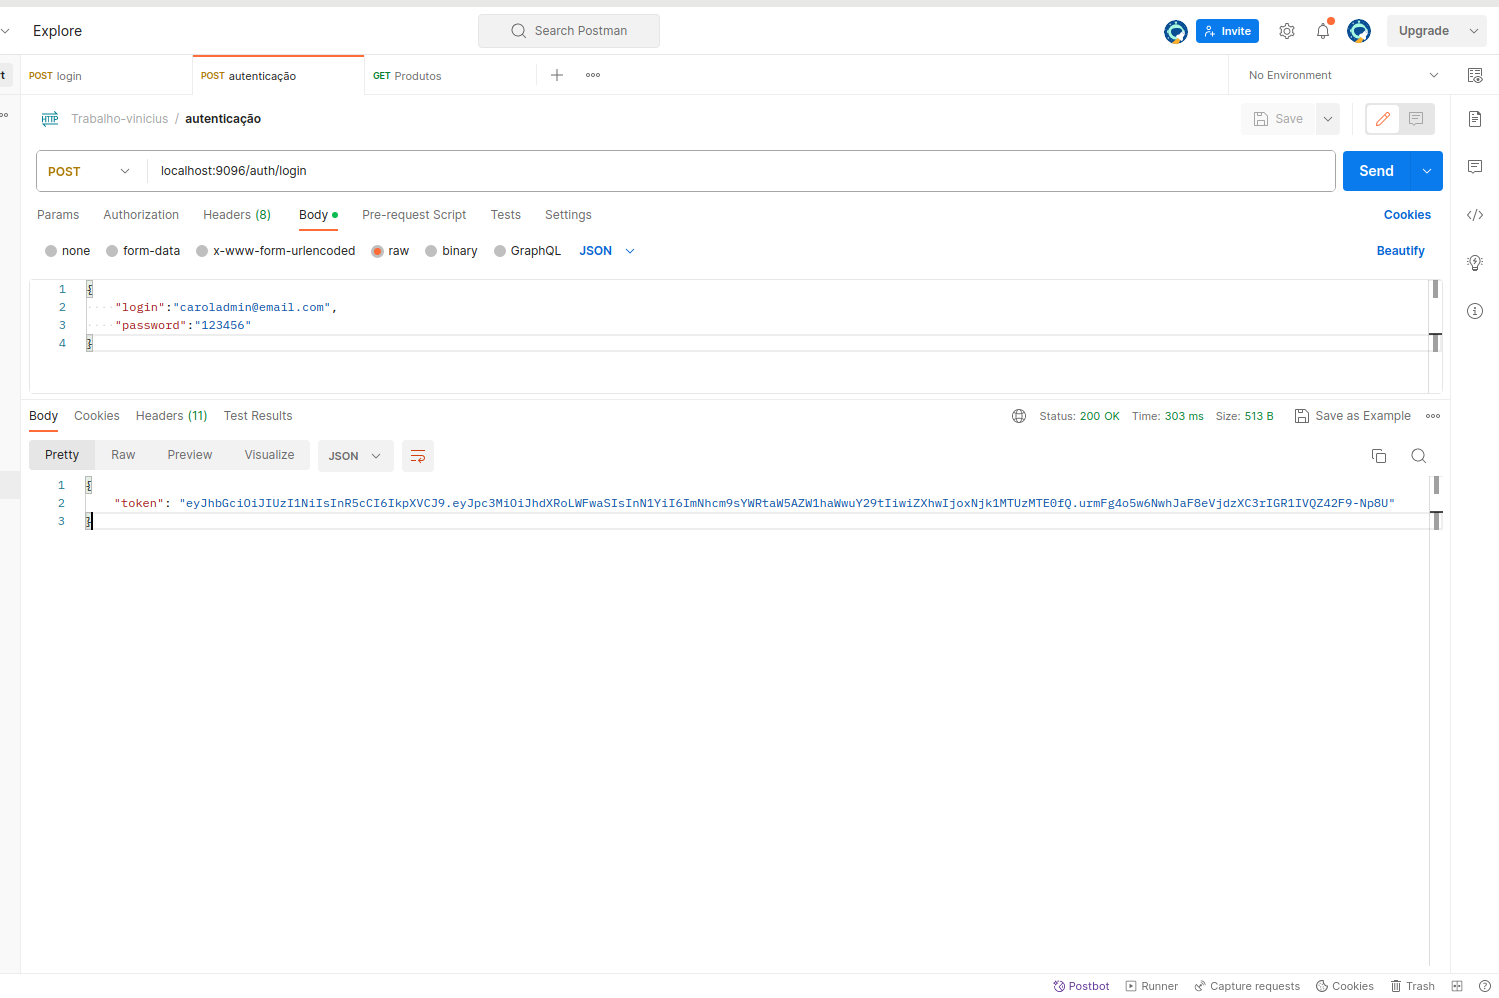 Explore
Search Postman
Invite
Upgrade
POST login
POST autenticação
GET Produtos
No Environment
HTTP Trabalho-vinicius / autenticação
Save
POST
localhost:9096/auth/login
Send
Params Authorization Headers (8) Body Pre-request Script Tests Settings Cookies
none form-data x-www-form-urlencoded raw binary GraphQL JSON Beautify
1 {
2 "login":"caroladmin@email.com",
3 "password":"123456"
4 }
Body Cookies Headers (11) Test Results Status: 200 OK Time: 303 ms Size: 513 B Save as Example
Pretty Raw Preview Visualize JSON
1 {
2 "token": "eyJhbGciOiJIUzI1NiIsInR5cCI6IkpXVCJ9.eyJpc3MiOiJhdXRoLWFwaSIsInN1YiI6ImNhcm9sYWRtaW5AZW1haWwuY29tIiwiZXhwIjoxNjk1MTUzMTE0fQ.urmFg4o5w6NwhJaF8eVjdzXC3rIGR1IVQZ42F9-Np8U"
3 }
Postbot Runner Capture requests Cookies Trash